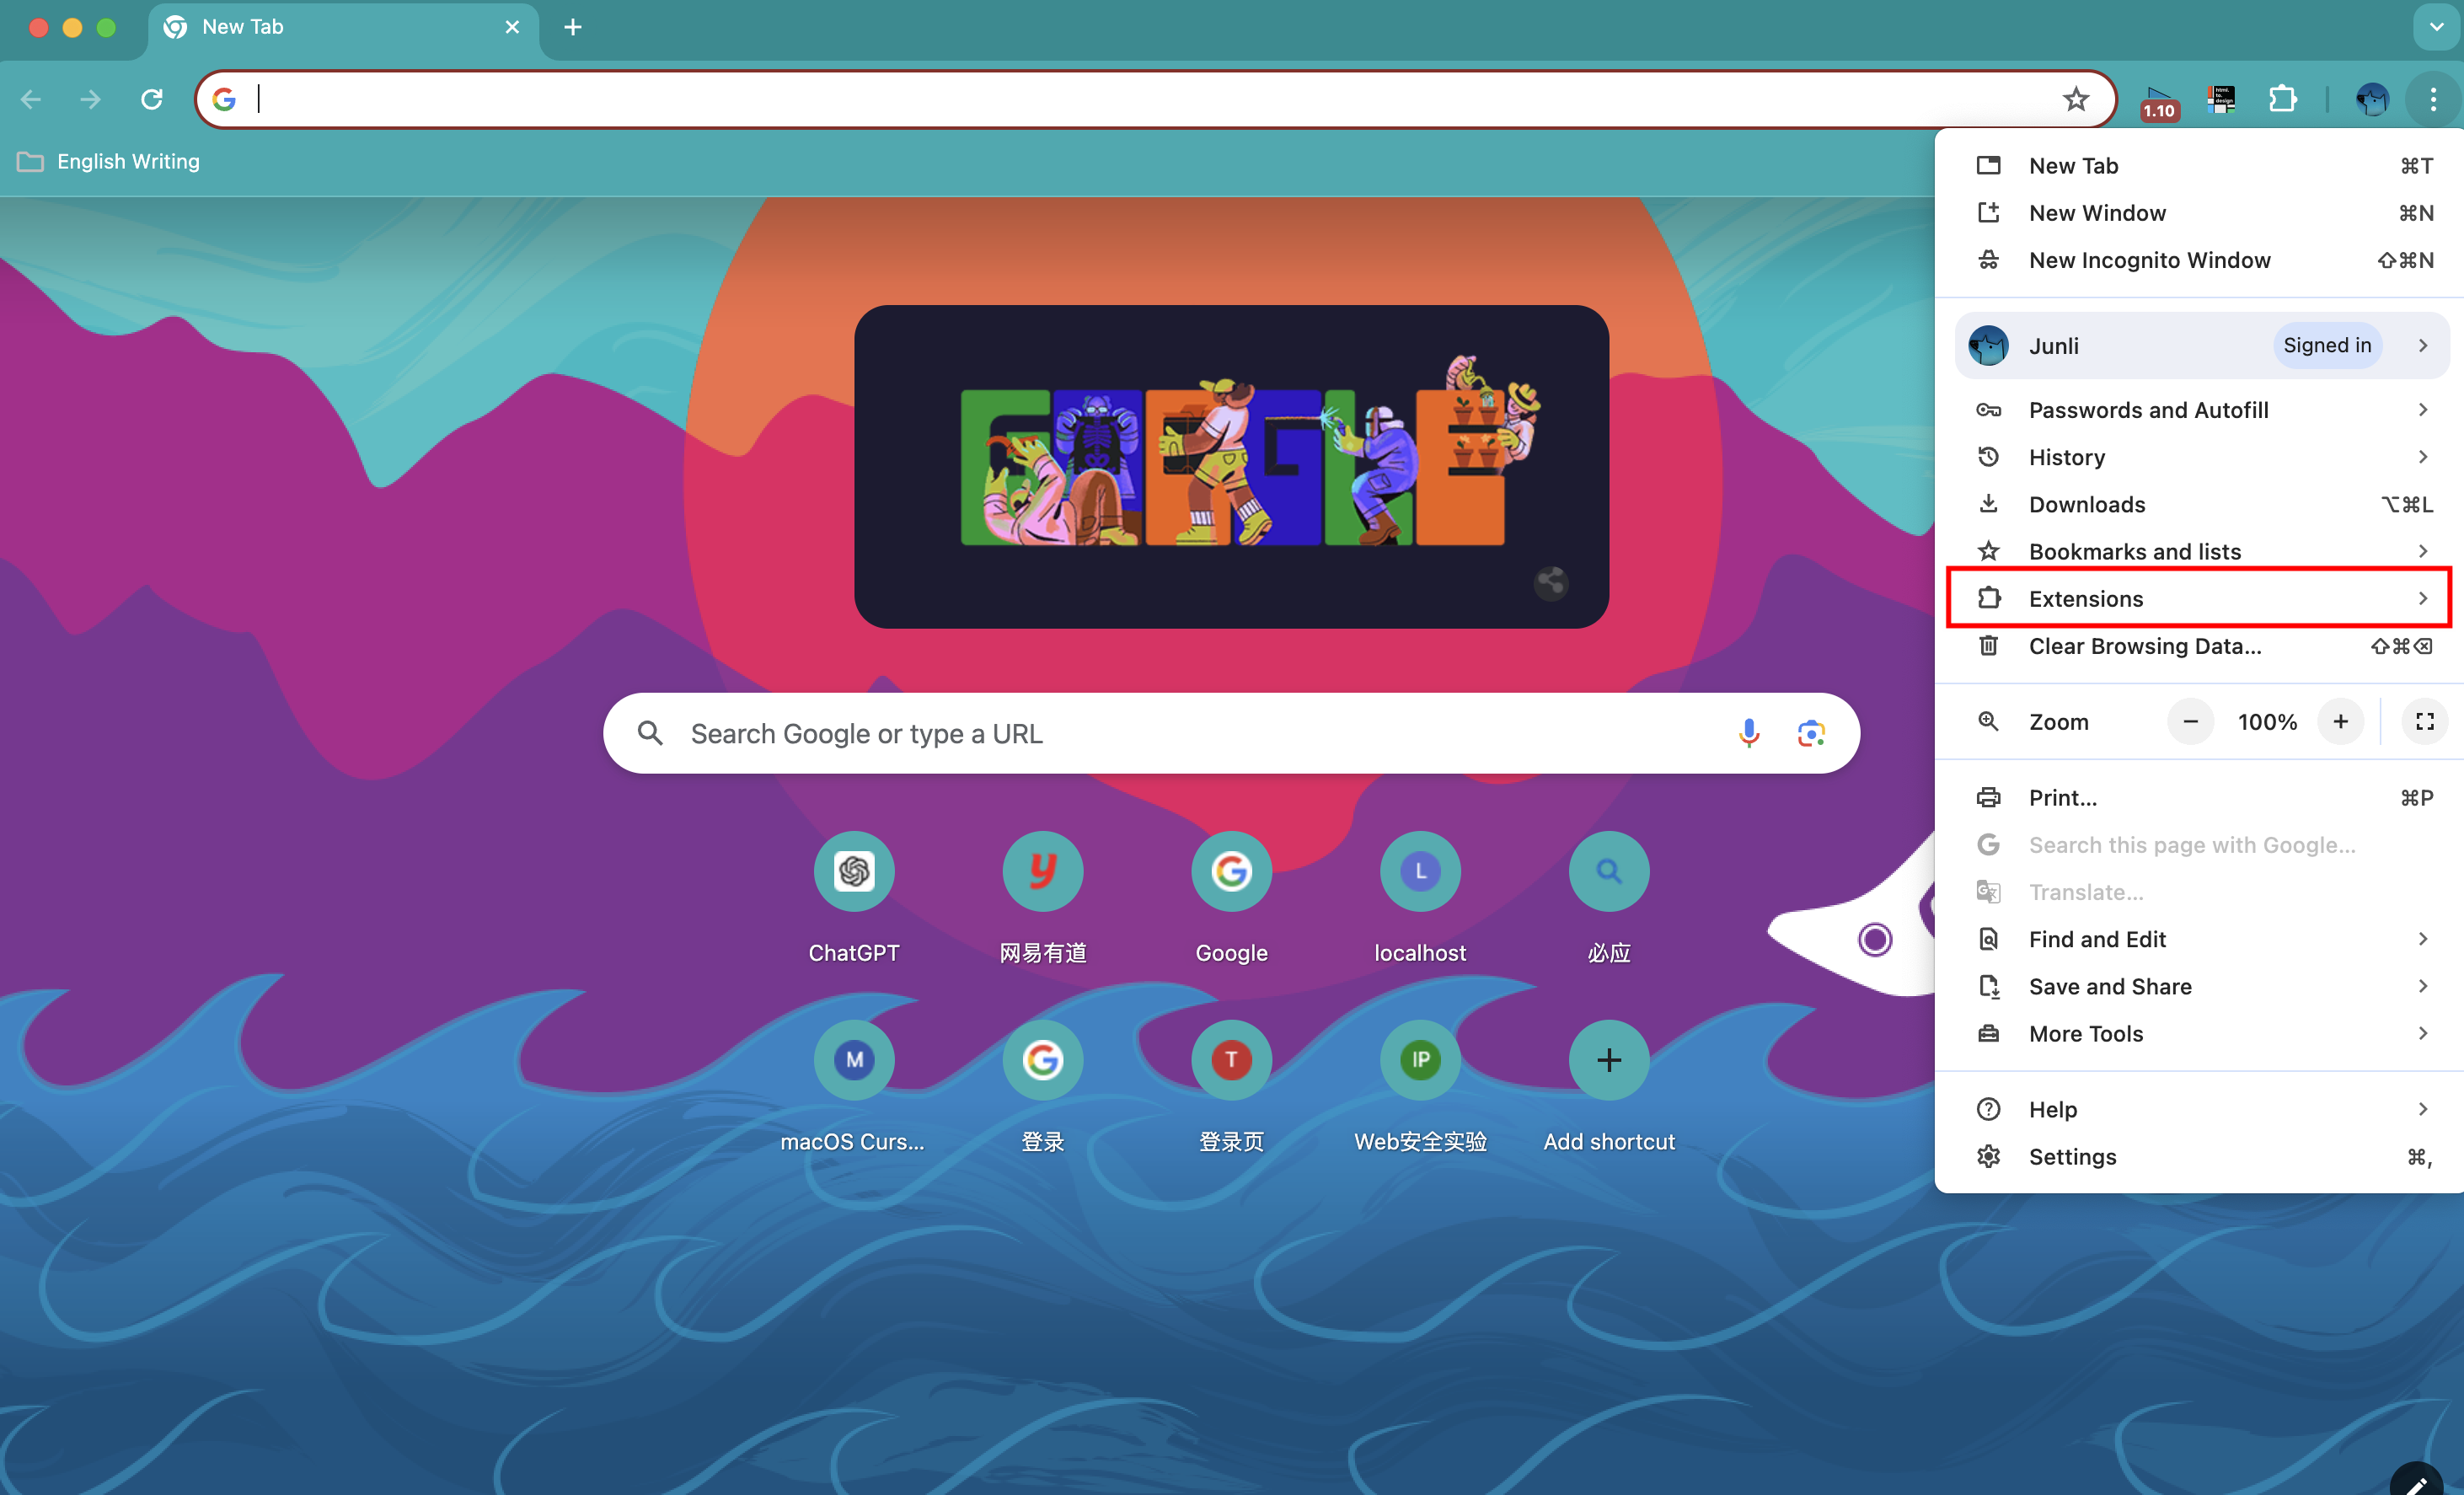 New Tab
1.10
English Writing
New Tab ⌘T
New Window ⌘N
New Incognito Window ⇧⌘N
Junli Signed in
Passwords and Autofill
History
Downloads ⌥⌘L
Bookmarks and lists
Extensions
Clear Browsing Data... ⇧⌘⌫
Zoom − 100% +
Print... ⌘P
Search this page with Google...
Translate...
Find and Edit
Save and Share
More Tools
Help
Settings ⌘,
Search Google or type a URL
L
ChatGPT 网易有道 Google localhost 必应
M T IP
macOS Curs... 登录 登录页 Web安全实验 Add shortcut